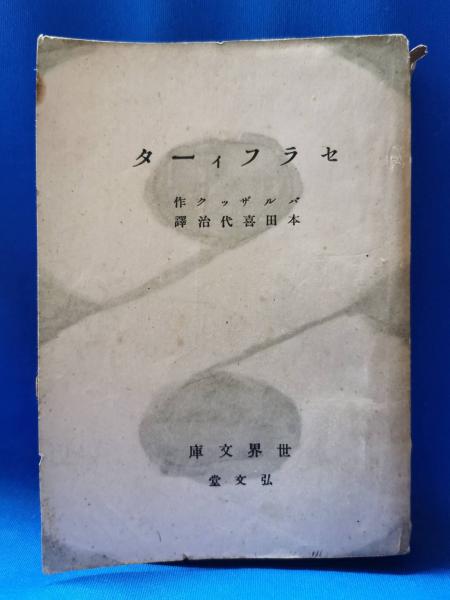 セラフィータ
バルザック作
本田喜代治譯
世界文庫
弘文堂